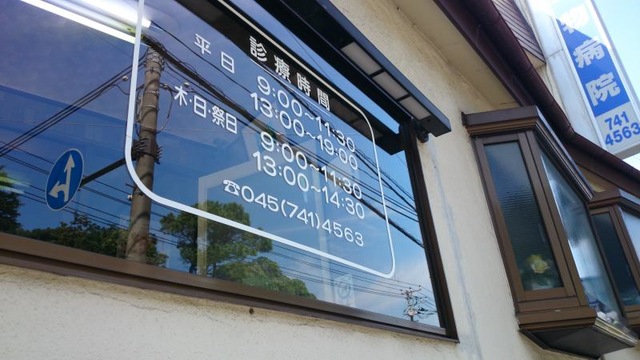 診療時間
平日 9:00~11:30
13:00~19:00
木・日・祭日 9:00~11:30
13:00~14:30
☎045(741)4563
物病院
741
4563